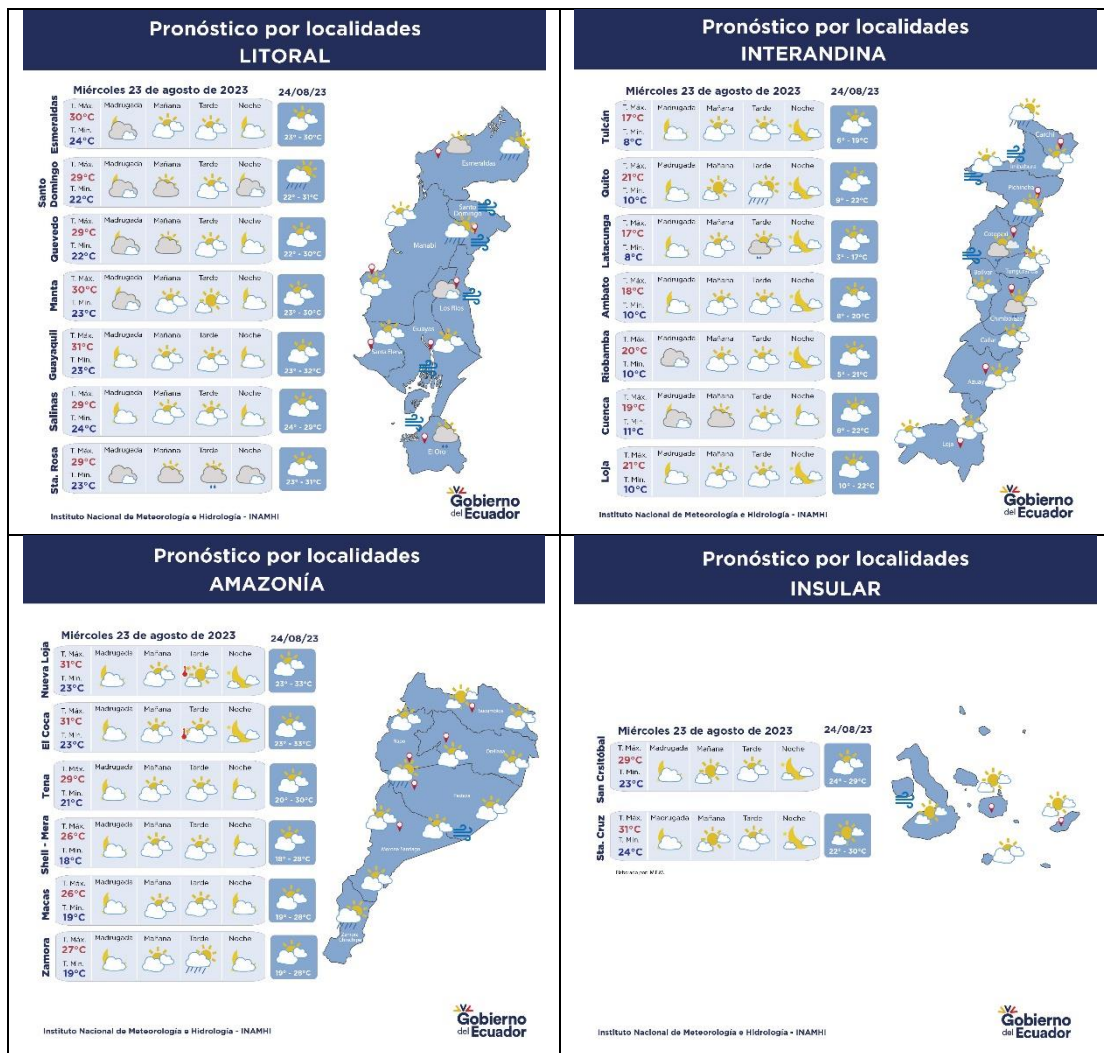 Pronóstico por localidades
LITORAL
Miércoles 23 de agosto de 2023
24/08/23
Esmeraldas
T. Máx. Madrugada Mañana Tarde Noche
30°C
T. Min.
24°C
23° - 30°C
Santo Domingo
T. Máx. Madrugada Mañana Tarde Noche
29°C
T. Min.
22°C
22° - 31°C
Quevedo
T. Máx. Madrugada Mañana Tarde Noche
29°C
T. Min.
22°C
22° - 30°C
Manta
T. Máx. Madrugada Mañana Tarde Noche
30°C
T. Min.
23°C
23° - 30°C
Guayaquil
T. Máx. Madrugada Mañana Tarde Noche
31°C
T. Min.
23°C
23° - 32°C
Salinas
T. Máx. Madrugada Mañana Tarde Noche
29°C
T. Min.
24°C
24° - 29°C
Sta. Rosa
T. Máx. Madrugada Mañana Tarde Noche
29°C
T. Min.
23°C
23° - 31°C
Esmeraldas
Santo Domingo
Manabí
Los Ríos
Guayas
Santa Elena
El Oro
Gobierno
del Ecuador
Instituto Nacional de Meteorología e Hidrología - INAMHI
Pronóstico por localidades
INTERANDINA
Miércoles 23 de agosto de 2023
24/08/23
Tulcán
T. Máx. Madrugada Mañana Tarde Noche
17°C
T. Min.
8°C
Quito
T. Máx. Madrugada Mañana Tarde Noche
21°C
T. Min.
10°C
9° - 22°C
Latacunga
T. Máx. Madrugada Mañana Tarde Noche
17°C
T. Min.
8°C
3° - 17°C
Ambato
T. Máx. Madrugada Mañana Tarde Noche
18°C
T. Min.
10°C
Riobamba
T. Máx. Madrugada Mañana Tarde Noche
20°C
T. Min.
10°C
Cuenca
T. Máx. Madrugada Mañana Tarde Noche
19°C
T. Min.
11°C
Loja
T. Máx. Madrugada Mañana Tarde Noche
21°C
T. Min.
10°C
10° - 22°C
Carchi
Imbabura
Pichincha
Cotopaxi
Tungurahua
Bolívar
Chimborazo
Cañar
Azuay
Loja
Gobierno
del Ecuador
Instituto Nacional de Meteorología e Hidrología - INAMHI
Pronóstico por localidades
AMAZONÍA
Miércoles 23 de agosto de 2023
24/08/23
Nueva Loja
T. Máx. Madrugada Mañana Tarde Noche
31°C
T. Min.
23°C
23° - 33°C
El Coca
T. Máx. Madrugada Mañana Tarde Noche
31°C
T. Min.
23°C
23° - 33°C
Tena
T. Máx. Madrugada Mañana Tarde Noche
29°C
T. Min.
21°C
20° - 30°C
Shell - Mera
T. Máx. Madrugada Mañana Tarde Noche
26°C
T. Min.
18°C
Macas
T. Máx. Madrugada Mañana Tarde Noche
26°C
T. Min.
19°C
Zamora
T. Máx. Madrugada Mañana Tarde Noche
27°C
T. Min.
19°C
Sucumbíos
Napo
Orellana
Pastaza
Morona Santiago
Zamora
Chinchipe
Gobierno
del Ecuador
Instituto Nacional de Meteorología e Hidrología - INAMHI
Pronóstico por localidades
INSULAR
Miércoles 23 de agosto de 2023
24/08/23
San Crsitóbal
T. Máx. Madrugada Mañana Tarde Noche
29°C
T. Min.
23°C
24° - 29°C
Sta. Cruz
T. Máx. Madrugada Mañana Tarde Noche
31°C
T. Min
24°C
22° - 30°C
Gobierno
del Ecuador
Instituto Nacional de Meteorología e Hidrología - INAMHI